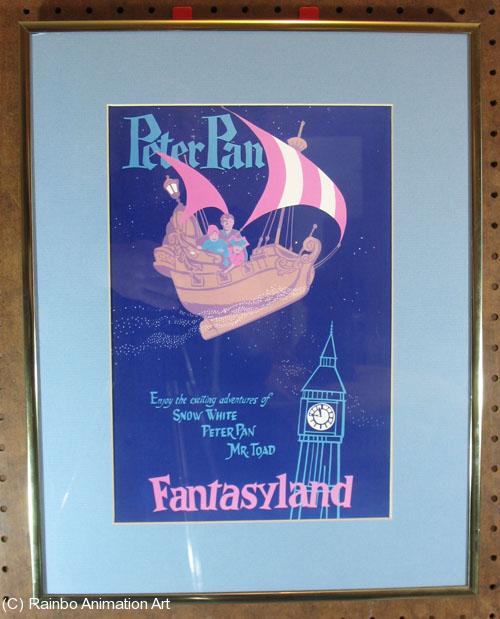 Peter Pan
Enjoy the exciting adventures of
SNOW WHITE
PETER PAN
MR. TOAD
Fantasyland
(C) Rainbo Animation Art